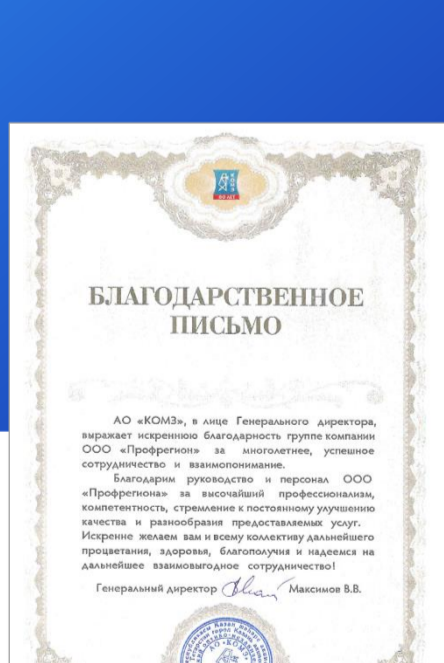 БЛАГОДАРСТВЕННОЕ
ПИСЬМО
АО «КОМЗ», в лице Генерального директора,
выражает искреннюю благодарность группе компании
ООО «Профрегион» за многолетнее, успешное
сотрудничество и взаимопонимание.
Благодарим руководство и персонал ООО
«Профрегиона» за высочайший профессионализм,
компетентность, стремление к постоянному улучшению
качества и разнообразия предоставляемых услуг.
Искренне желаем вам и всему коллективу дальнейшего
процветания, здоровья, благополучия и надеемся на
дальнейшее взаимовыгодное сотрудничество!
Генеральный директор Максимов В.В.
АО «КОМЗ»